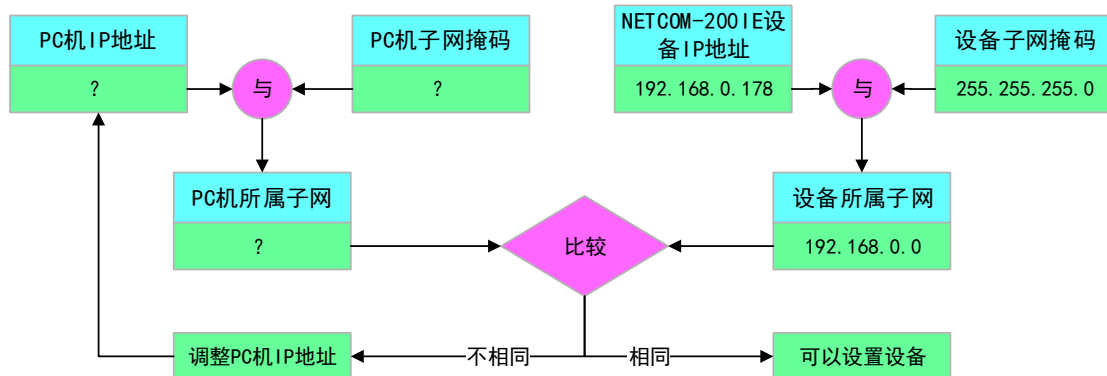 PC机IP地址
?
与
PC机子网掩码
?
NETCOM-200IE设
备IP地址
192.168.0.178
与
设备子网掩码
255.255.255.0
PC机所属子网
?
比较
设备所属子网
192.168.0.0
调整PC机IP地址
不相同
相同
可以设置设备